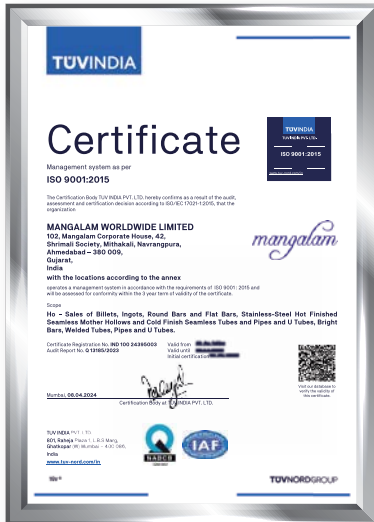 TÜVINDIA
Certificate
Management system as per
ISO 9001:2015
TÜVINDIA
TUV INDIA PVT. LTD.
ISO 9001:2015
The Certification Body TUV INDIA PVT. LTD. hereby confirms as a result of the audit,
assessment and certification decision according to ISO/IEC 17021-1:2015, that the
organization
MANGALAM WORLDWIDE LIMITED
102, Mangalam Corporate House, 42,
Shrimali Society, Mithakali, Navrangpura,
Ahmedabad – 380 009,
Gujarat,
India
mangalam
with the locations according to the annex
operates a management system in accordance with the requirements of ISO 9001: 2015 and
will be assessed for conformity within the 3 year term of validity of the certificate.
Scope
Ho – Sales of Billets, Ingots, Round Bars and Flat Bars, Stainless-Steel Hot Finished
Seamless Mother Hollows and Cold Finish Seamless Tubes and Pipes and U Tubes, Bright
Bars, Welded Tubes, Pipes and U Tubes.
Certificate Registration No. IND 100 24395003
Audit Report No. Q 13185/2023
Valid from
Valid until
Initial certification
Mumbai, 08.04.2024
Certification Body at TUV INDIA PVT. LTD.
Visit our database to
verify the validity of
this certificate.
TUV INDIA PVT. LTD
801, Raheja Plaza 1, L.B.S Marg,
Ghatkopar (W) Mumbai – 400 086,
India
www.tuv-nord.com/in
NABCB
IAF
TÜVNORDGROUP